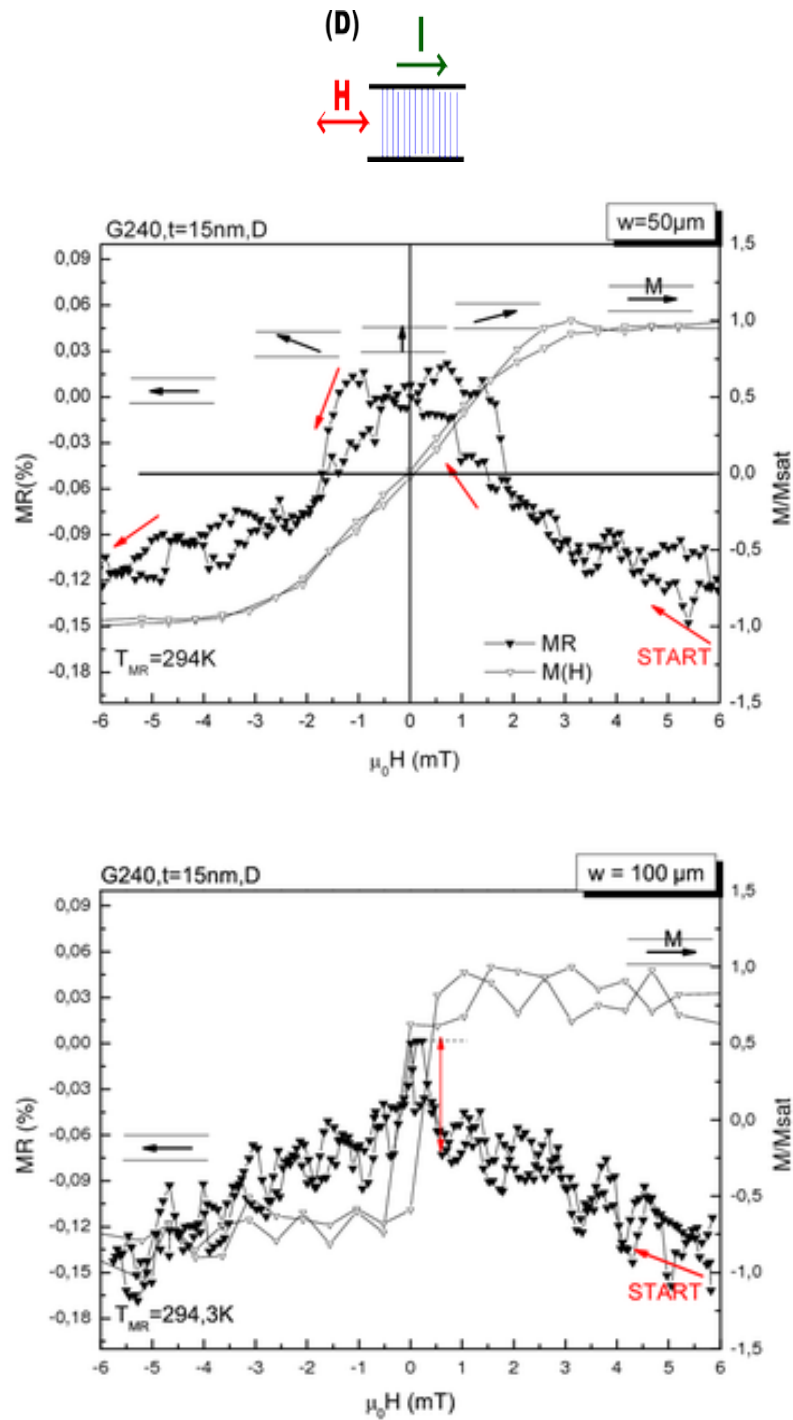 (D)
I
H
G240,t=15nm,D
w=50μm
0,09
0,06
0,03
0,00
-0,03
-0,06
-0,09
-0,12
-0,15
-0,18
MR(%)
M
START
MR
M(H)
T_MR=294K
1,5
1,0
0,5
0,0
-0,5
-1,0
-1,5
M/Msat
-6 -5 -4 -3 -2 -1 0 1 2 3 4 5 6
μ₀H (mT)
G240,t=15nm,D
w = 100 μm
0,09
0,06
0,03
0,00
-0,03
-0,06
-0,09
-0,12
-0,15
-0,18
MR (%)
M
START
T_MR=294,3K
1,5
1,0
0,5
0,0
-0,5
-1,0
-1,5
M/Msat
-6 -5 -4 -3 -2 -1 0 1 2 3 4 5 6
μ₀H (mT)